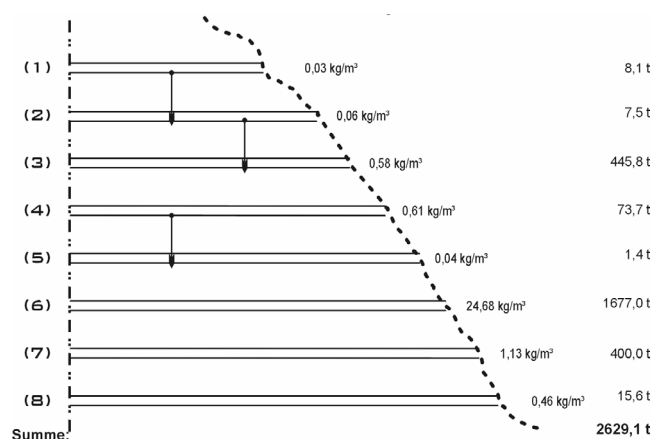 (1) 0,03 kg/m³ 8,1 t
(2) 0,06 kg/m³ 7,5 t
(3) 0,58 kg/m³ 445,8 t
(4) 0,61 kg/m³ 73,7 t
(5) 0,04 kg/m³ 1,4 t
(6) 24,68 kg/m³ 1677,0 t
(7) 1,13 kg/m³ 400,0 t
(8) 0,46 kg/m³ 15,6 t
Summe: 2629,1 t